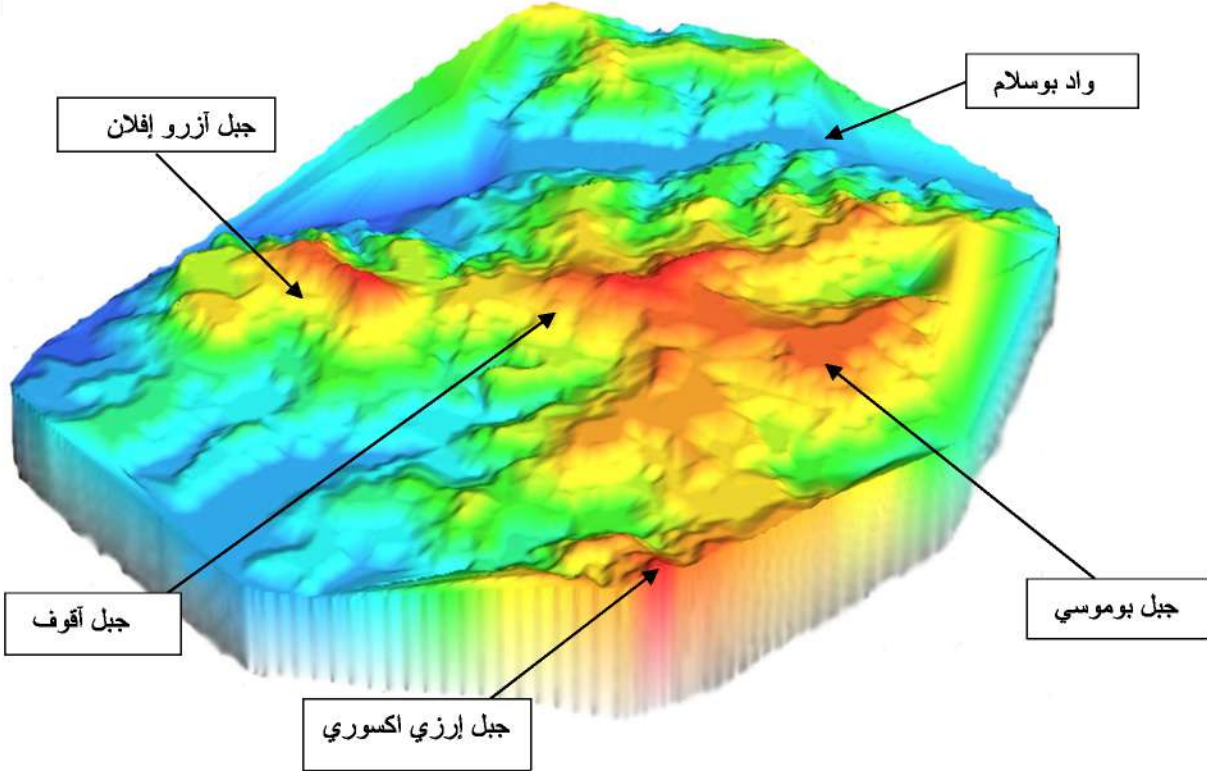 واد بوسلام
جبل آزرو إفلان
جبل آقوف
جبل بوموسي
جبل إرزي اكسوري